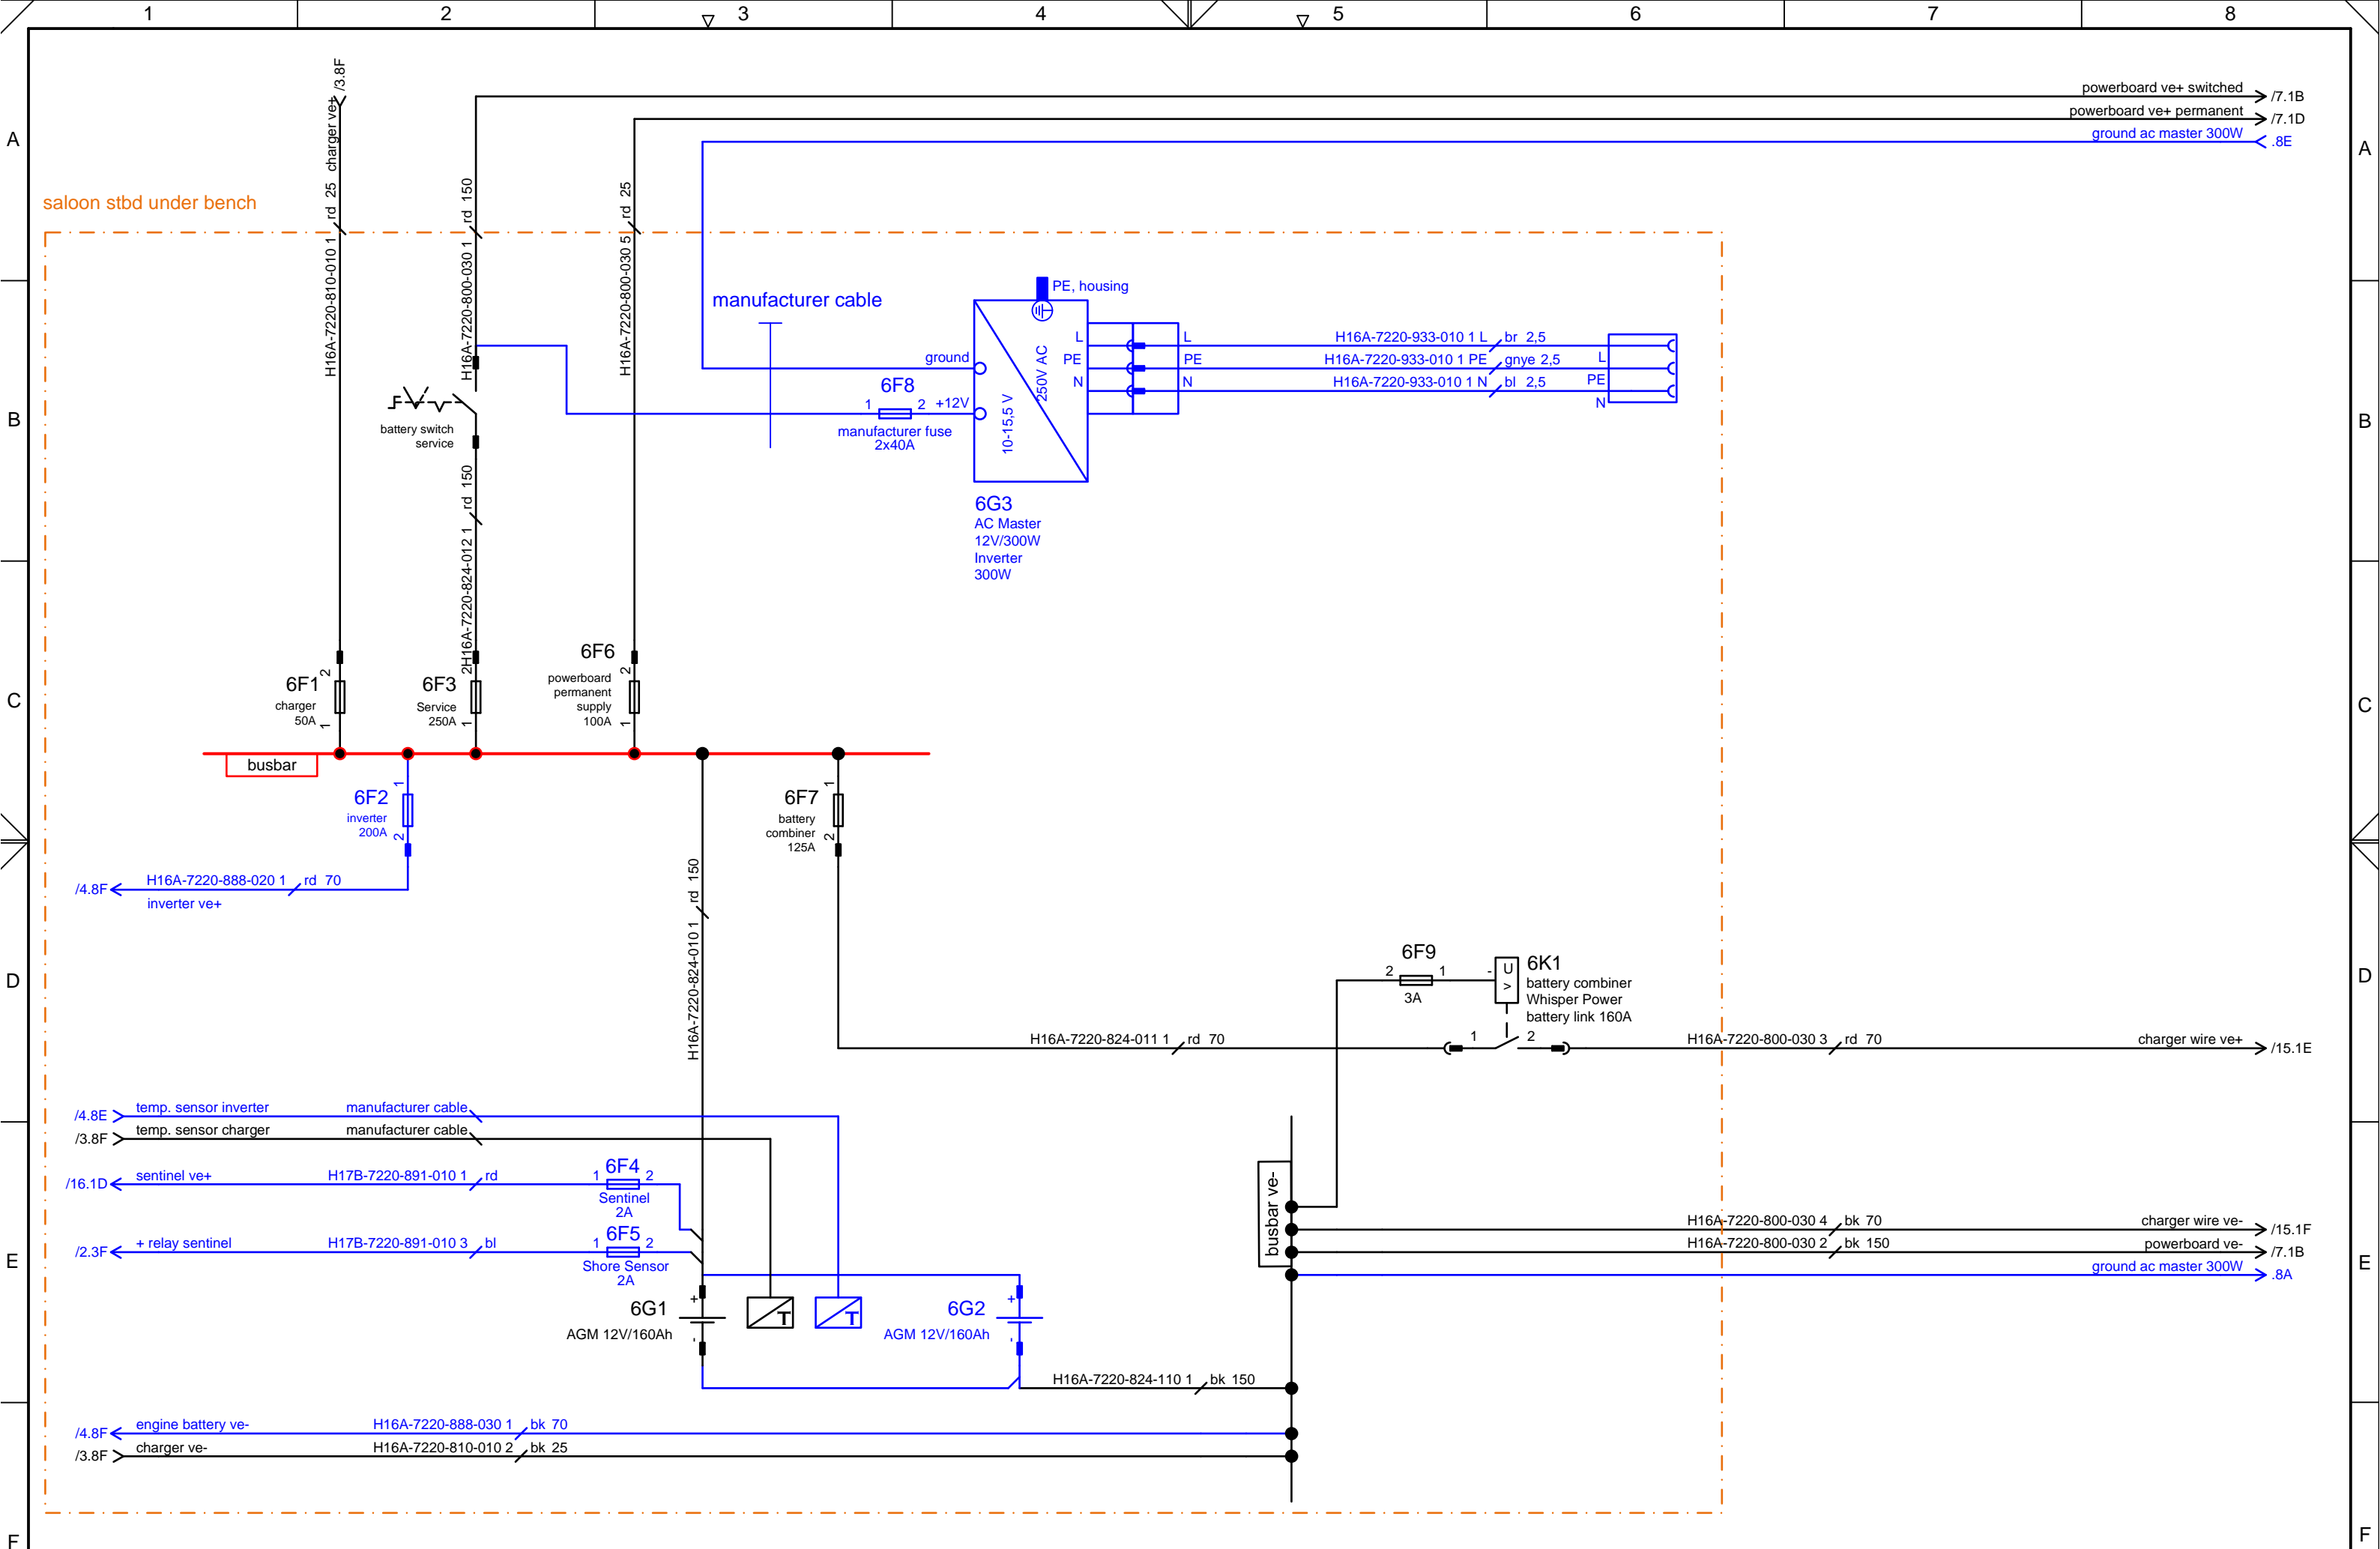 1 2 3 4 5 6 7 8
A A
B B
C C
D D
E E
F F
/3.8F
charger ve+
H16A-7220-810-010 1 rd 25
H16A-7220-800-030 1 rd 150
H16A-7220-800-030 5 rd 25
powerboard ve+ switched /7.1B
powerboard ve+ permanent /7.1D
ground ac master 300W .8E
saloon stbd under bench
manufacturer cable
PE, housing
ground
6F8
1 2 +12V
manufacturer fuse
2x40A
10-15,5 V
250V AC
L
PE
N
L
PE
N
H16A-7220-933-010 1 L br 2,5
H16A-7220-933-010 1 PE gnye 2,5
H16A-7220-933-010 1 N bl 2,5
L
PE
N
6G3
AC Master
12V/300W
Inverter
300W
battery switch
service
H16A-7220-824-012 1 rd 150
6F1
charger
50A
2
1
6F3
Service
250A
2
1
6F6
powerboard
permanent
supply
100A
2
1
busbar
6F2
inverter
200A
1
2
6F7
battery
combiner
125A
1
2
/4.8F H16A-7220-888-020 1 rd 70
inverter ve+
H16A-7220-824-010 1 rd 150
6F9
2 1
3A
-
U
>
6K1
battery combiner
Whisper Power
battery link 160A
H16A-7220-824-011 1 rd 70
1 2
H16A-7220-800-030 3 rd 70
charger wire ve+ /15.1E
/4.8E temp. sensor inverter manufacturer cable
/3.8F temp. sensor charger manufacturer cable
/16.1D sentinel ve+ H17B-7220-891-010 1 rd
6F4
1 2
Sentinel
2A
/2.3F + relay sentinel H17B-7220-891-010 3 bl
6F5
1 2
Shore Sensor
2A
6G1
AGM 12V/160Ah
+
-
T
T
6G2
AGM 12V/160Ah
+
-
busbar ve-
H16A-7220-800-030 4 bk 70 charger wire ve- /15.1F
H16A-7220-800-030 2 bk 150 powerboard ve- /7.1B
ground ac master 300W .8A
H16A-7220-824-110 1 bk 150
/4.8F engine battery ve- H16A-7220-888-030 1 bk 70
/3.8F charger ve- H16A-7220-810-010 2 bk 25